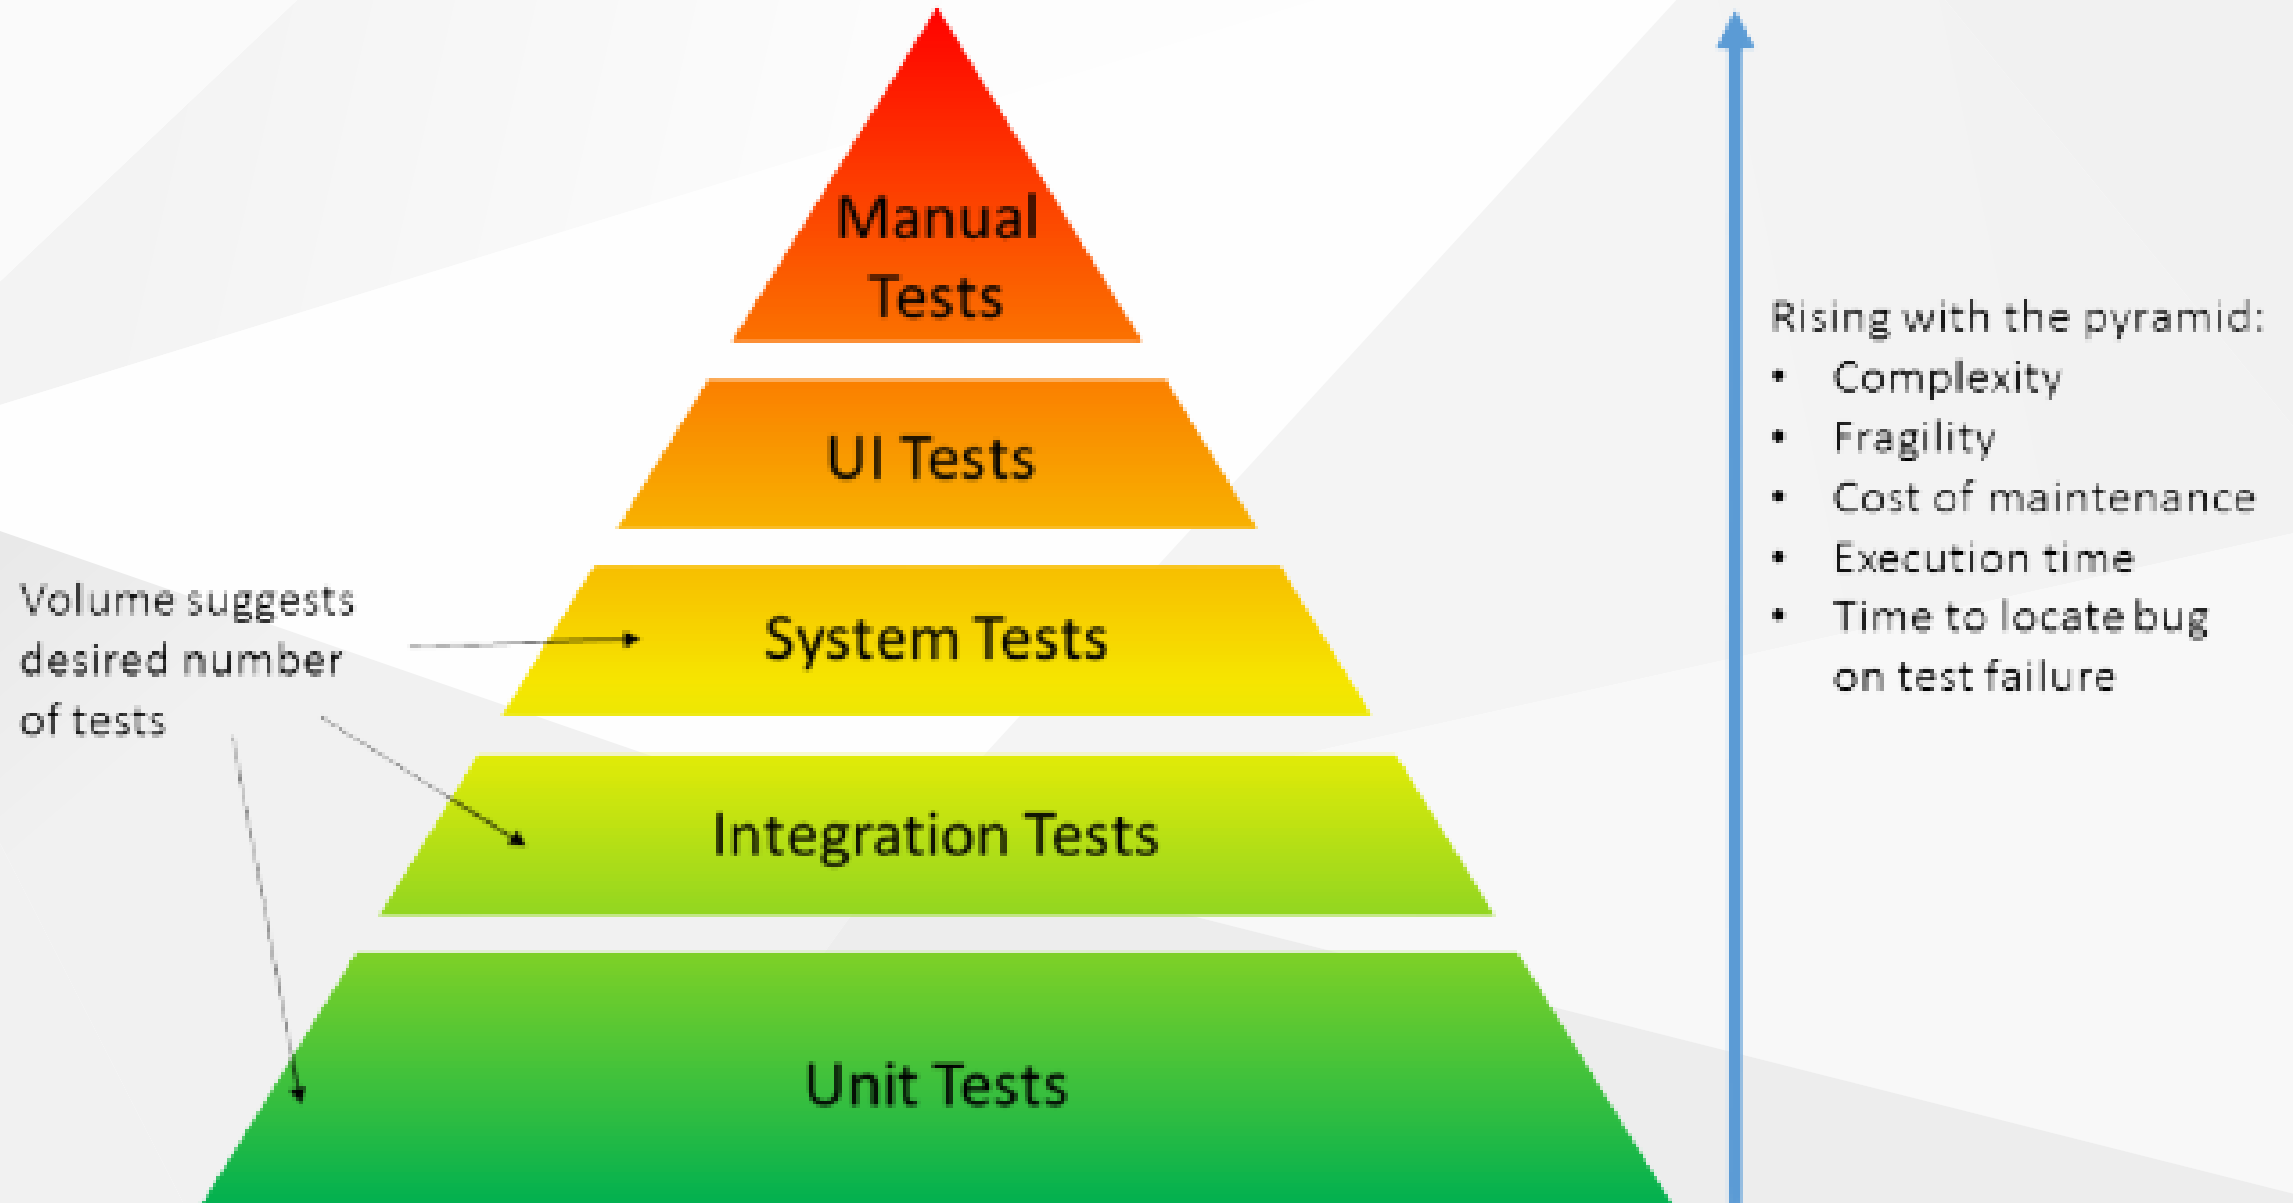 Manual
Tests
UI Tests
System Tests
Integration Tests
Unit Tests
Volume suggests
desired number
of tests
Rising with the pyramid:
• Complexity
• Fragility
• Cost of maintenance
• Execution time
• Time to locate bug
on test failure